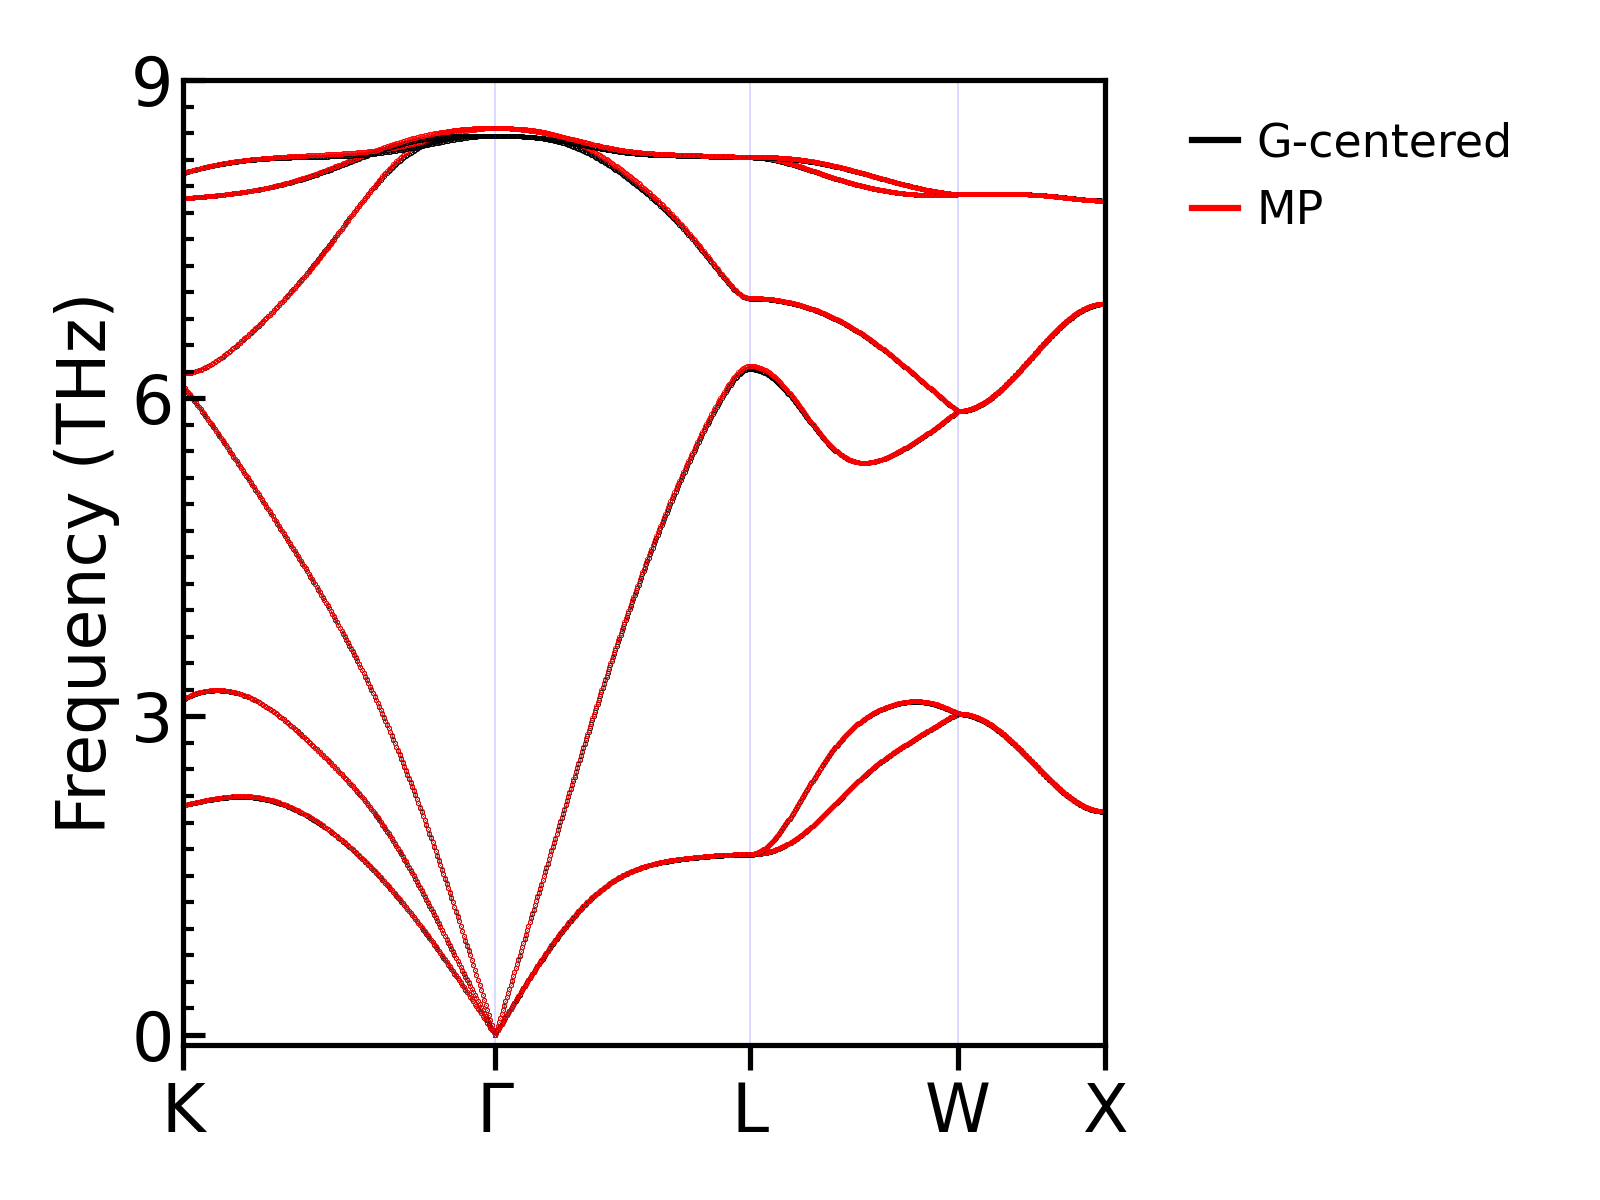 9
6
3
0
Frequency (THz)
K Γ L W X
G-centered
MP